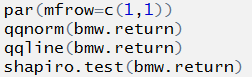 par(mfrow=c(1,1))
qqnorm(bmw.return)
qqline(bmw.return)
shapiro.test(bmw.return)